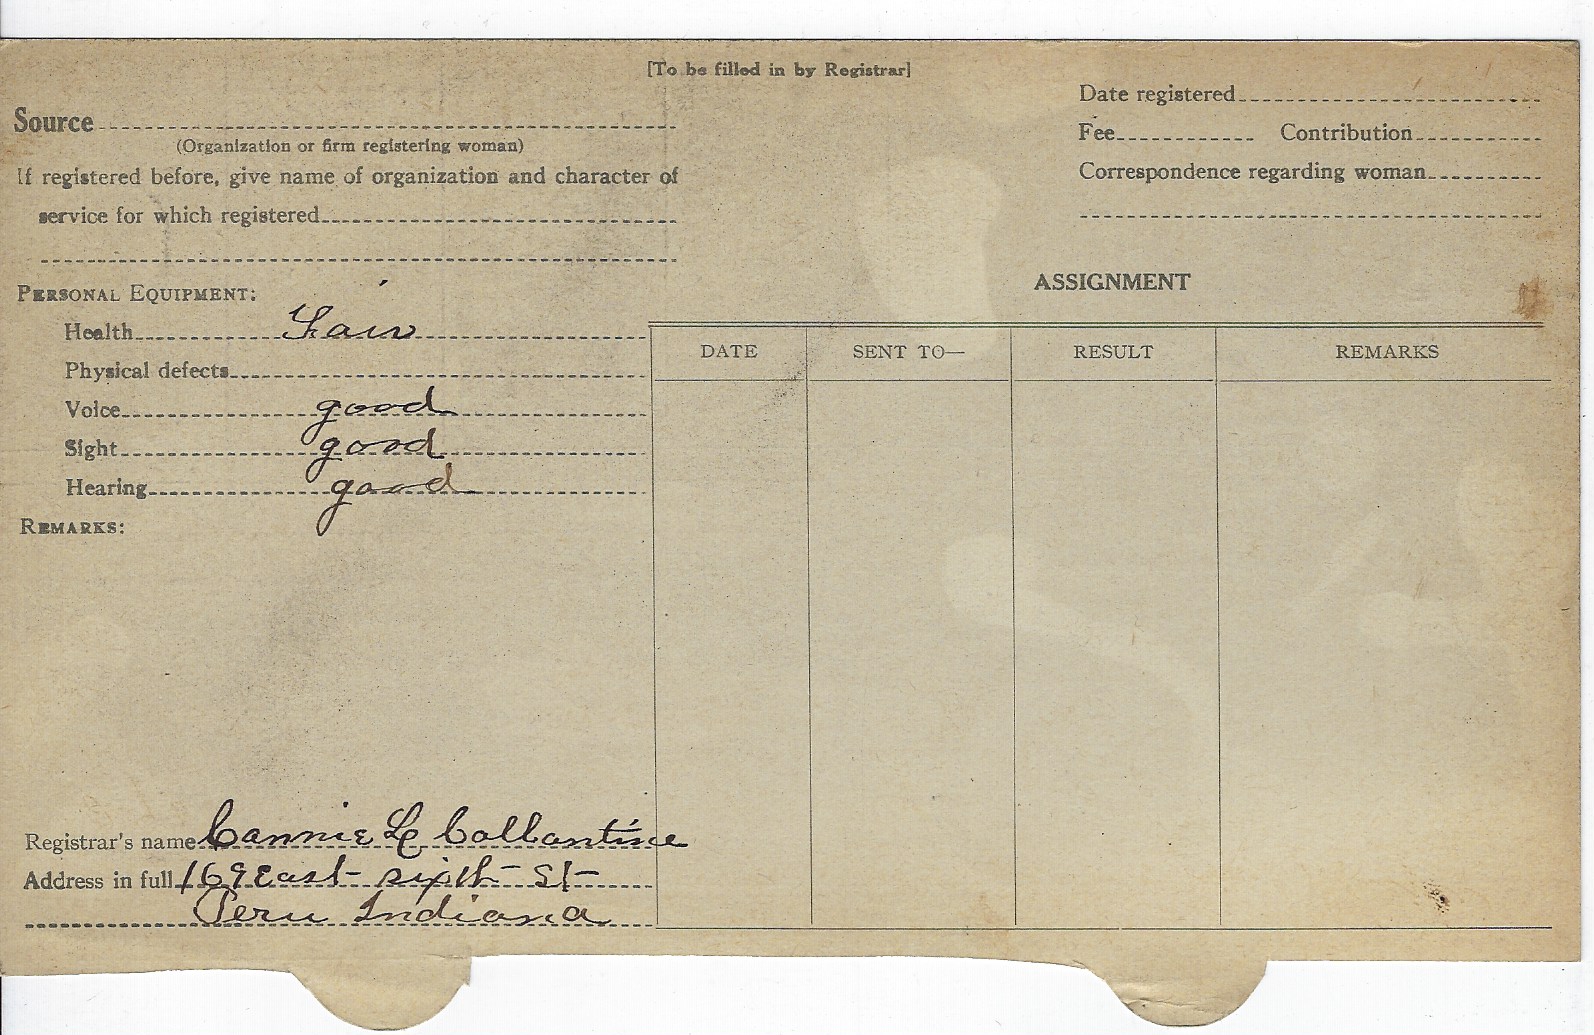 [To be filled in by Registrar]
Source
(Organization or firm registering woman)
If registered before, give name of organization and character of
service for which registered
Date registered
Fee Contribution
Correspondence regarding woman
PERSONAL EQUIPMENT:
Health Fair
Physical defects
Voice good
Sight good
Hearing good
REMARKS:
ASSIGNMENT
DATE SENT TO— RESULT REMARKS
Registrar's name Cannie L Collantine
Address in full 169 East sixth St
Peru Indiana